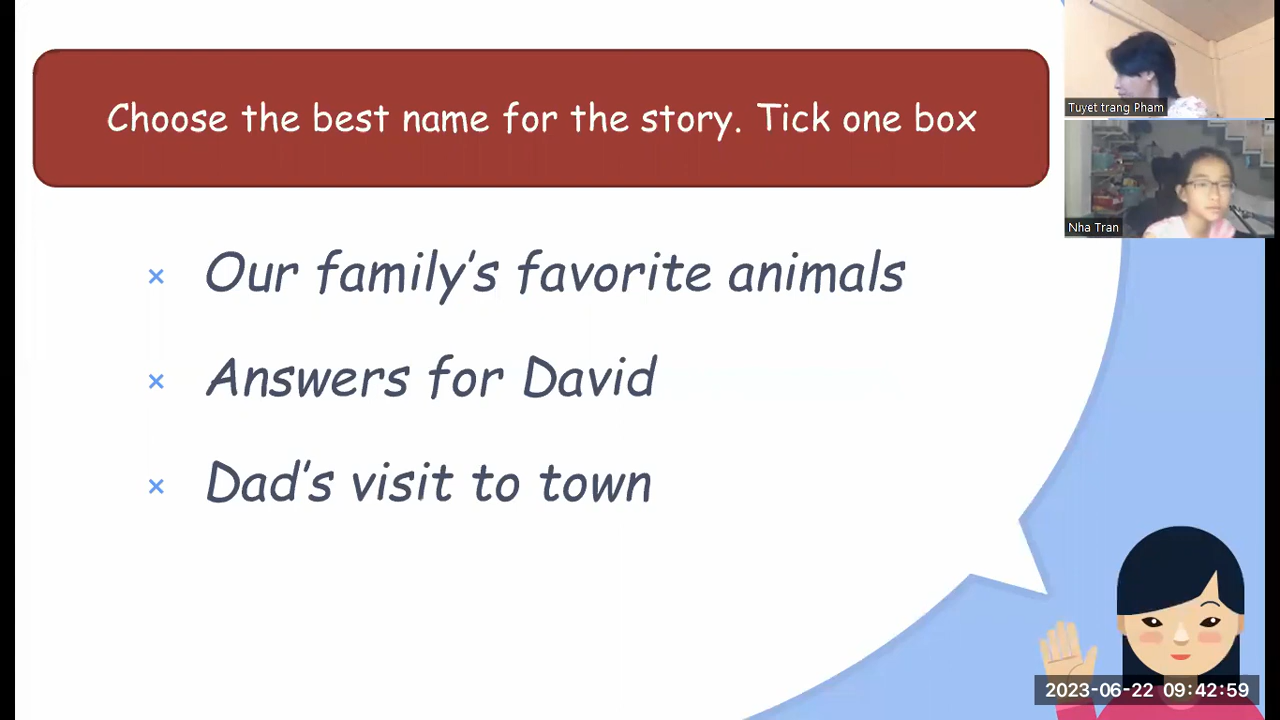 Choose the best name for the story. Tick one box
Tuyet trang Pham
Nha Tran
× Our family's favorite animals
× Answers for David
× Dad's visit to town
2023-06-22 09:42:59